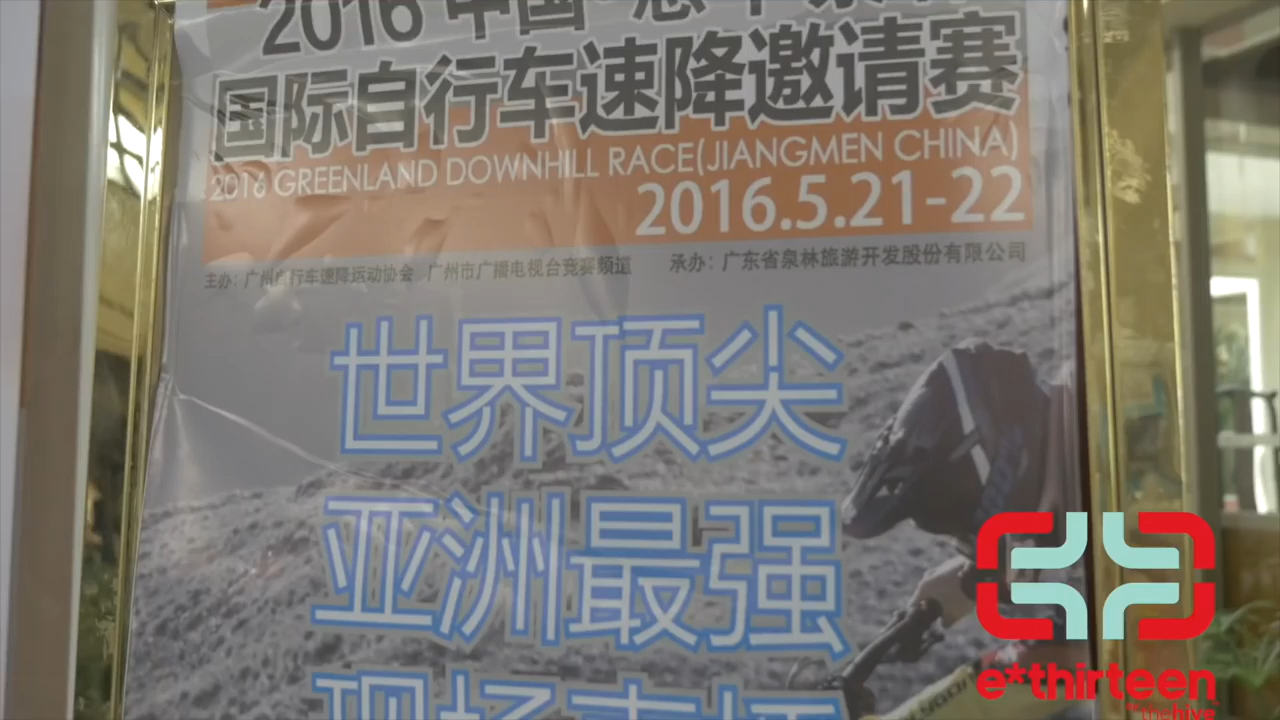 2016 中国
国际自行车速降邀请赛
2016 GREENLAND DOWNHILL RACE(JIANGMEN CHINA)
2016.5.21-22
主办：广州自行车速降运动协会 广州市广播电视台竞赛频道 承办：广东省泉林旅游开发股份有限公司
世界顶尖
亚洲最强
e*thirteen
*thehive